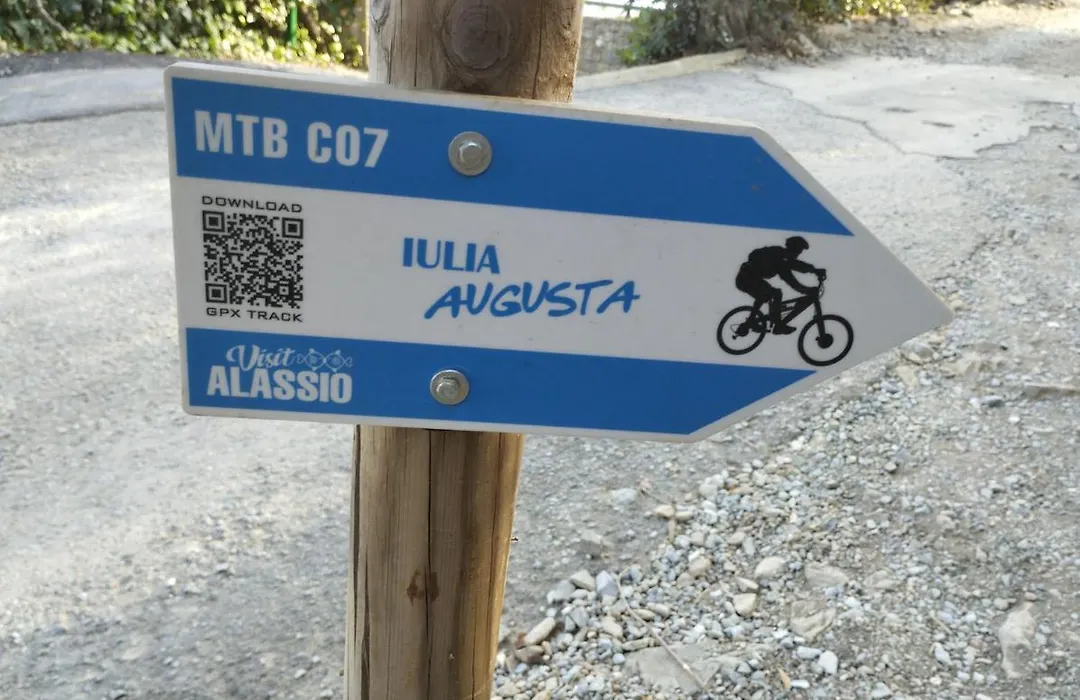 MTB C07
DOWNLOAD
GPX TRACK
IULIA
AUGUSTA
Visit
ALASSIO